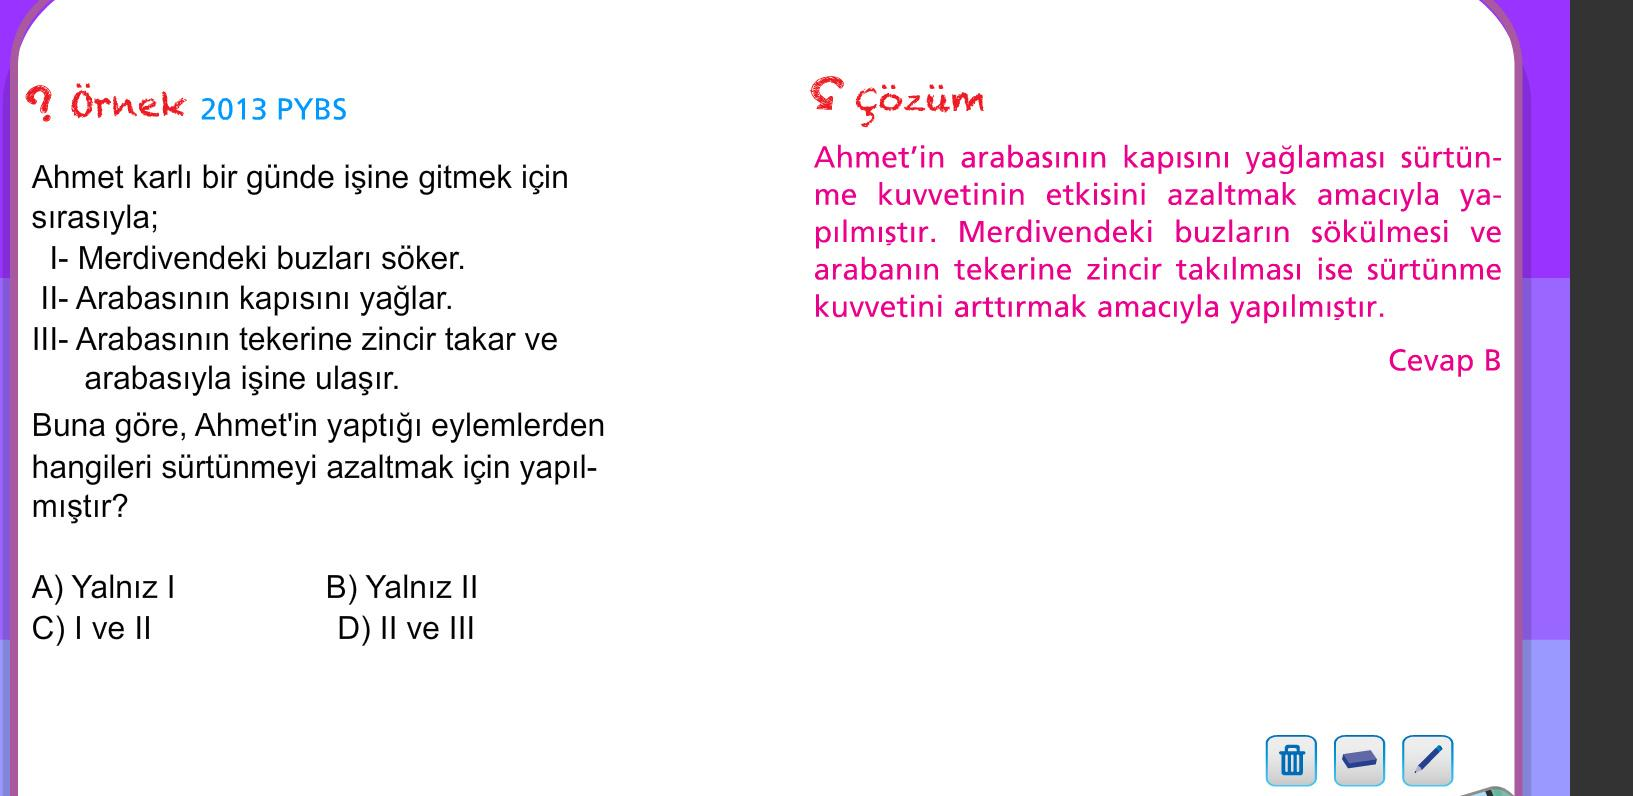 ? Örnek 2013 PYBS
Ahmet karlı bir günde işine gitmek için
sırasıyla;
I- Merdivendeki buzları söker.
II- Arabasının kapısını yağlar.
III- Arabasının tekerine zincir takar ve
arabasıyla işine ulaşır.
Buna göre, Ahmet'in yaptığı eylemlerden
hangileri sürtünmeyi azaltmak için yapıl-
mıştır?
A) Yalnız I B) Yalnız II
C) I ve II D) II ve III
Çözüm
Ahmet’in arabasının kapısını yağlaması sürtün-
me kuvvetinin etkisini azaltmak amacıyla ya-
pılmıştır. Merdivendeki buzların sökülmesi ve
arabanın tekerine zincir takılması ise sürtünme
kuvvetini arttırmak amacıyla yapılmıştır.
Cevap B